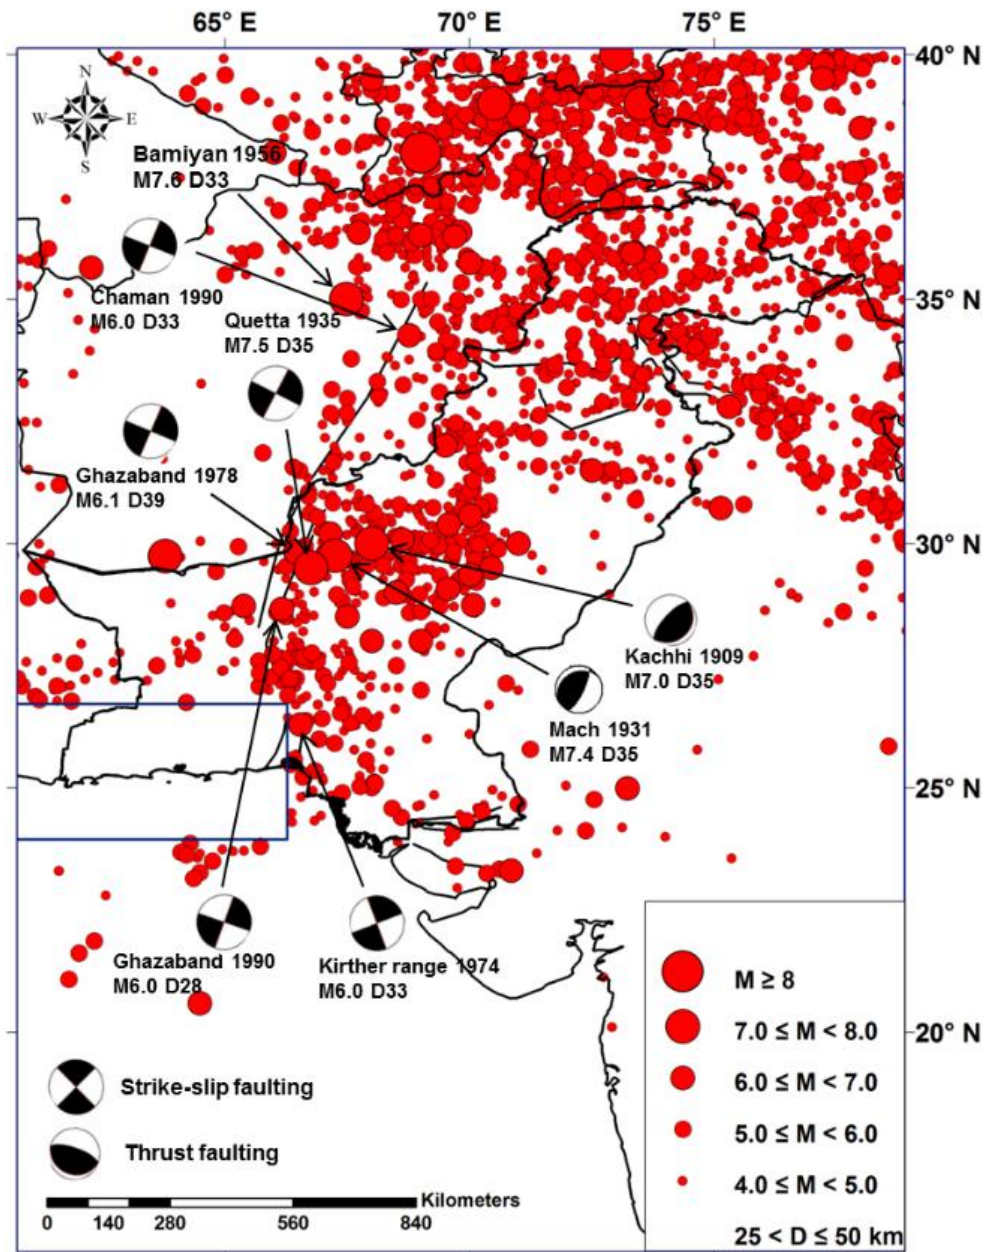 65° E 70° E 75° E
40° N
N
W E
S
Bamiyan 1956
M7.6 D33
Chaman 1990
M6.0 D33
35° N
Quetta 1935
M7.5 D35
Ghazaband 1978
M6.1 D39
30° N
Kachhi 1909
M7.0 D35
Mach 1931
M7.4 D35
25° N
Ghazaband 1990
M6.0 D28
Kirther range 1974
M6.0 D33
M ≥ 8
7.0 ≤ M < 8.0
20° N
6.0 ≤ M < 7.0
5.0 ≤ M < 6.0
4.0 ≤ M < 5.0
25 < D ≤ 50 km
Strike-slip faulting
Thrust faulting
Kilometers
0 140 280 560 840